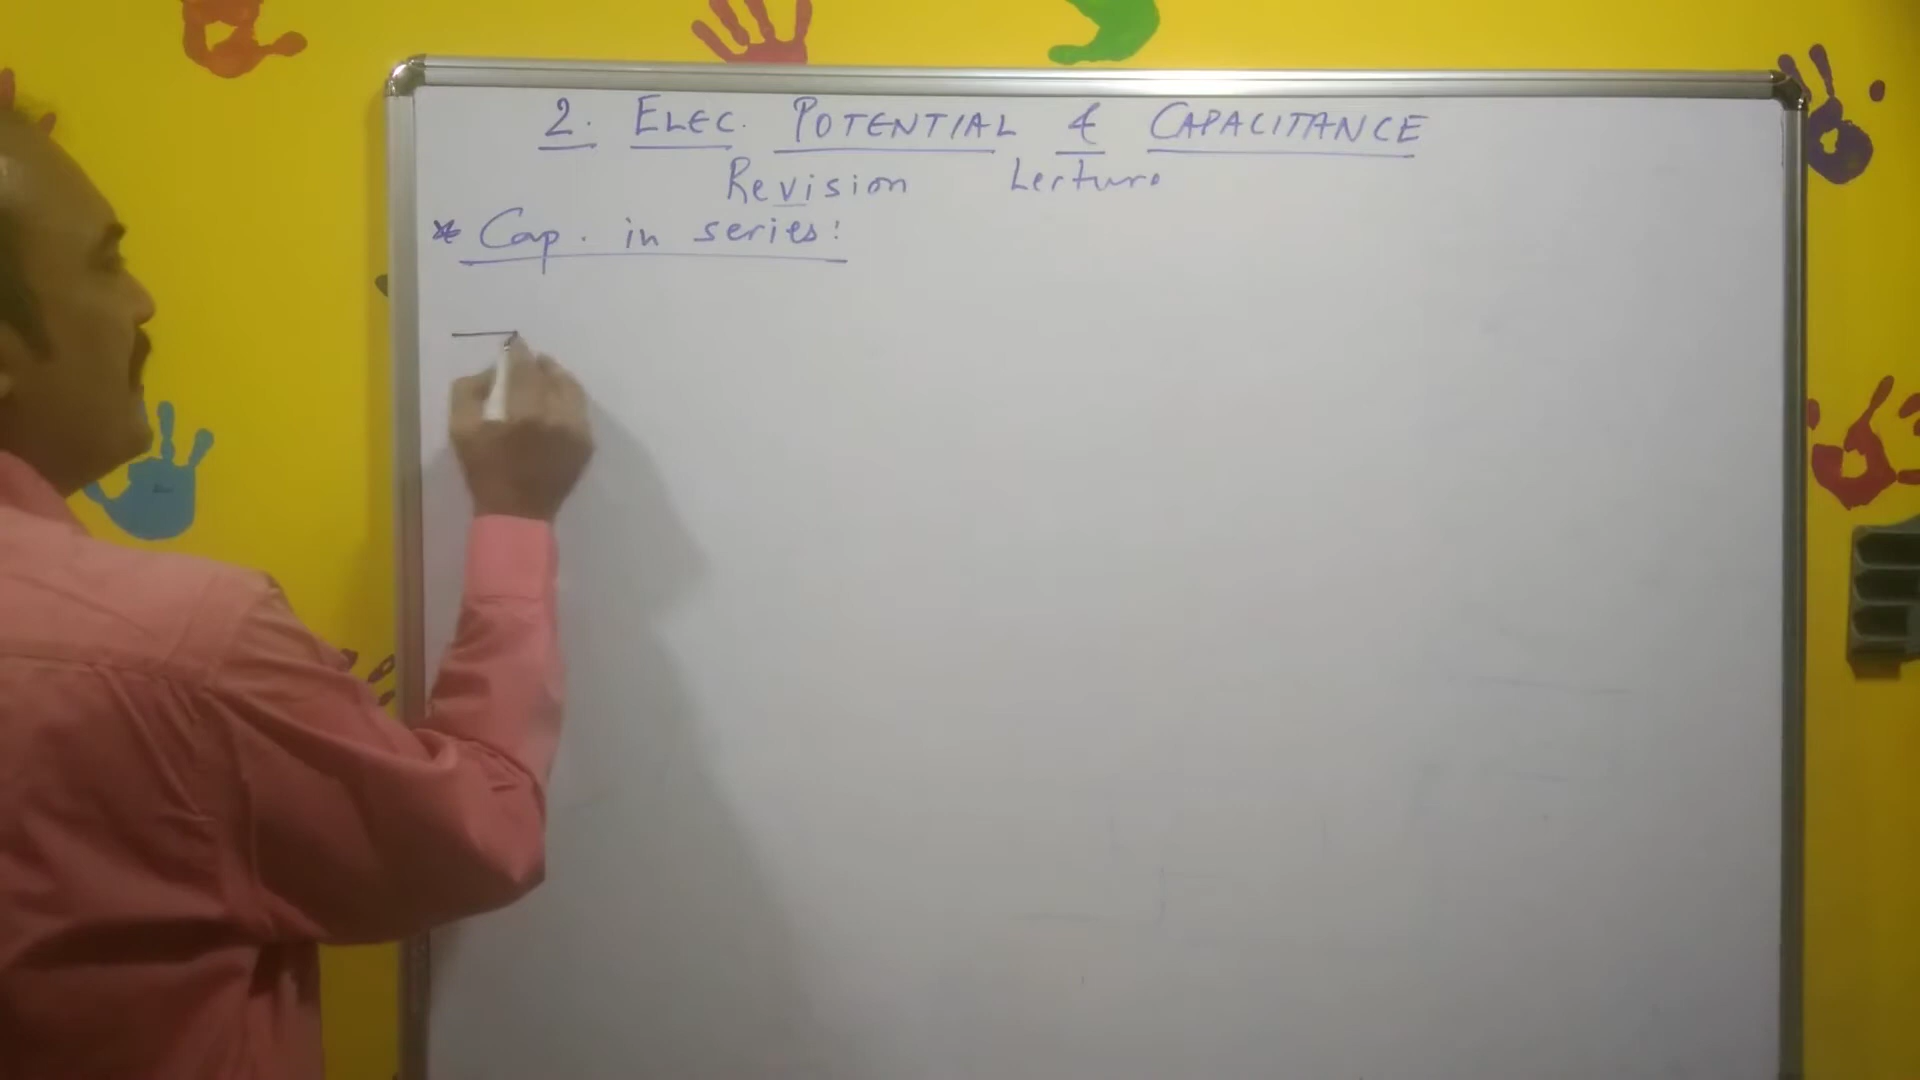 2. ELEC. POTENTIAL & CAPACITANCE
Revision Lecture
* Cap. in series: